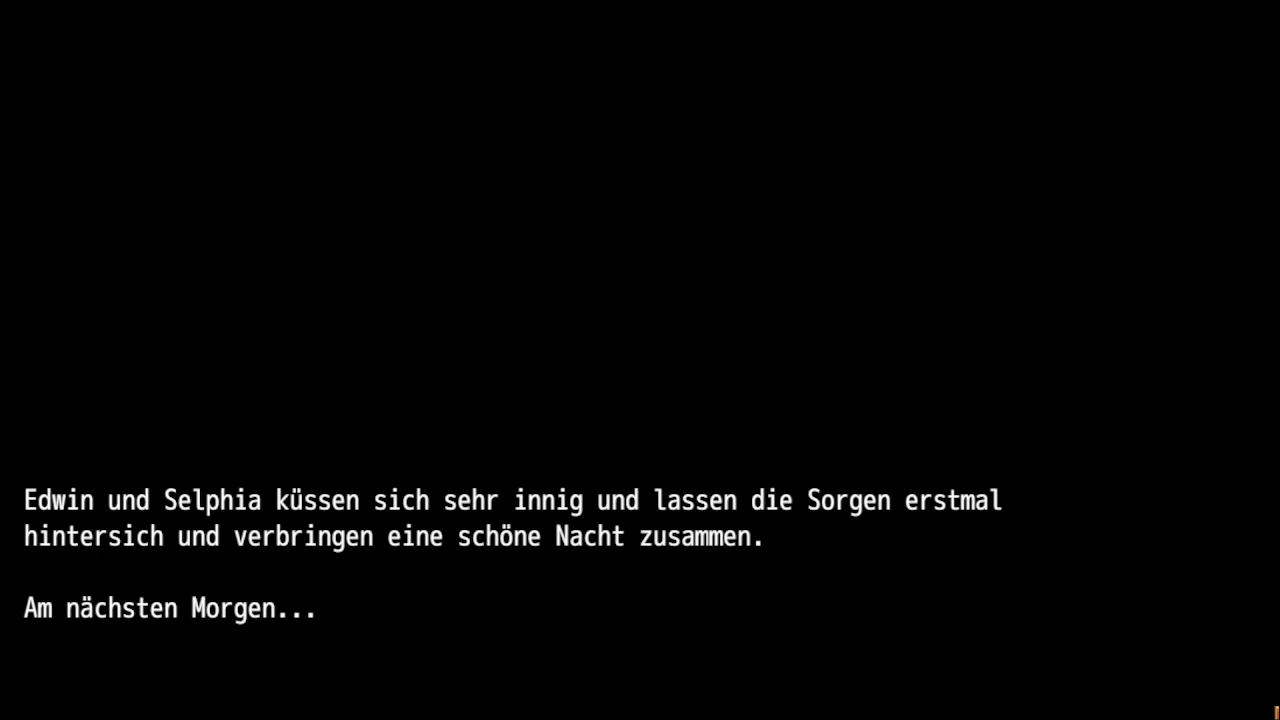 Edwin und Selphia küssen sich sehr innig und lassen die Sorgen erstmal
hintersich und verbringen eine schöne Nacht zusammen.
Am nächsten Morgen...